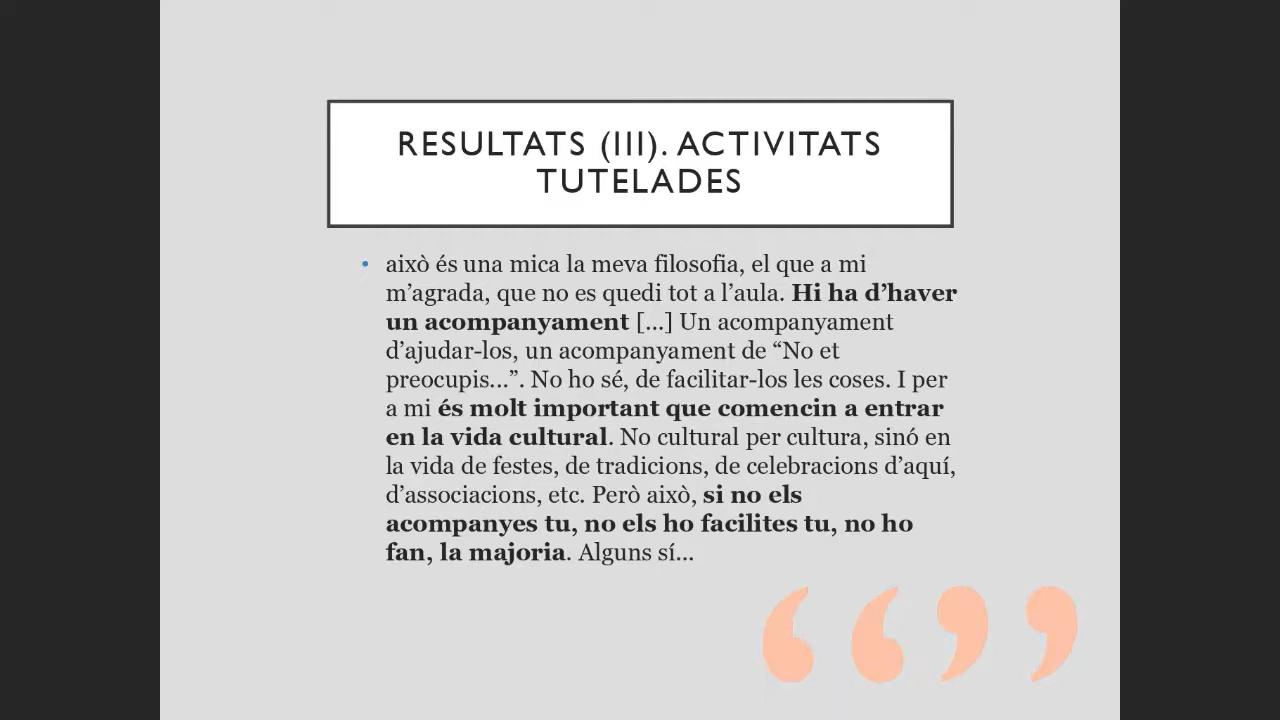 RESULTATS (III). ACTIVITATS
TUTELADES
• això és una mica la meva filosofia, el que a mi
m’agrada, que no es quedi tot a l’aula. Hi ha d’haver
un acompanyament [...] Un acompanyament
d’ajudar-los, un acompanyament de “No et
preocupis...”. No ho sé, de facilitar-los les coses. I per
a mi és molt important que comencin a entrar
en la vida cultural. No cultural per cultura, sinó en
la vida de festes, de tradicions, de celebracions d’aquí,
d’associacions, etc. Però això, si no els
acompanyes tu, no els ho facilites tu, no ho
fan, la majoria. Alguns sí...
“ ”